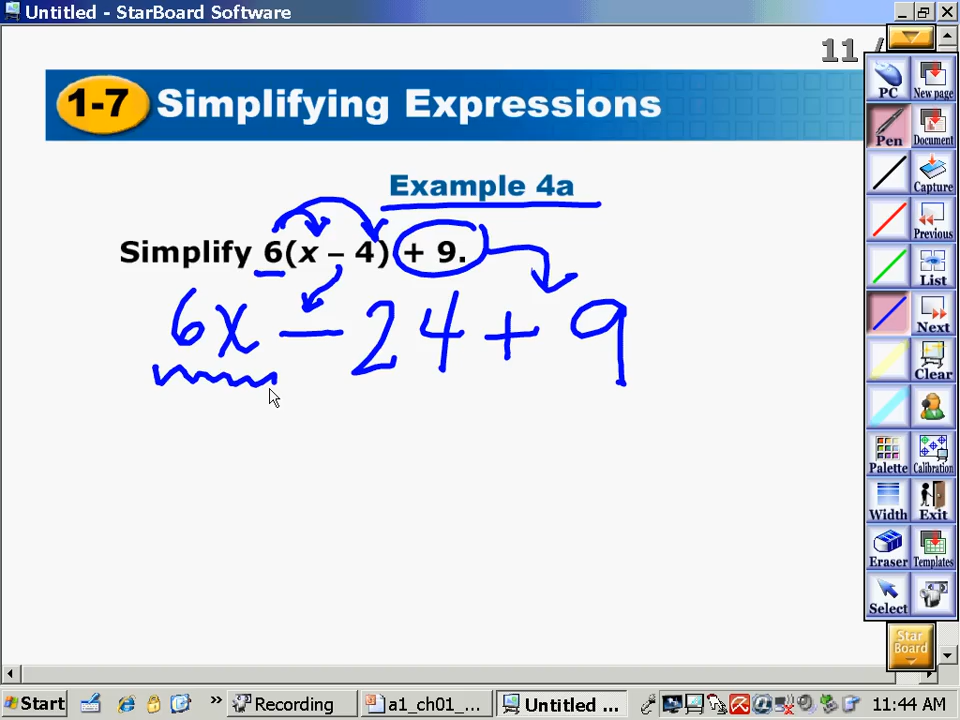 Untitled - StarBoard Software
11 /
1-7 Simplifying Expressions
Example 4a
Simplify 6(x – 4) + 9.
6x – 24 + 9
PC
New page
Pen
Document
Capture
Previous
List
Next
Clear
Palette
Calibration
Width
Exit
Eraser
Templates
Select
Star
Board
Start
»
Recording
a1_ch01_...
Untitled ...
11:44 AM